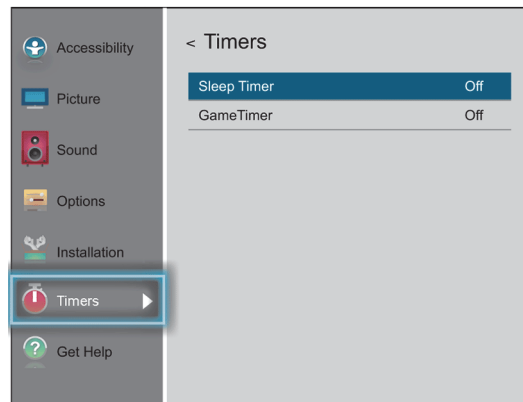 Accessibility
Picture
Sound
Options
Installation
Timers
Get Help
< Timers
Sleep Timer Off
GameTimer Off